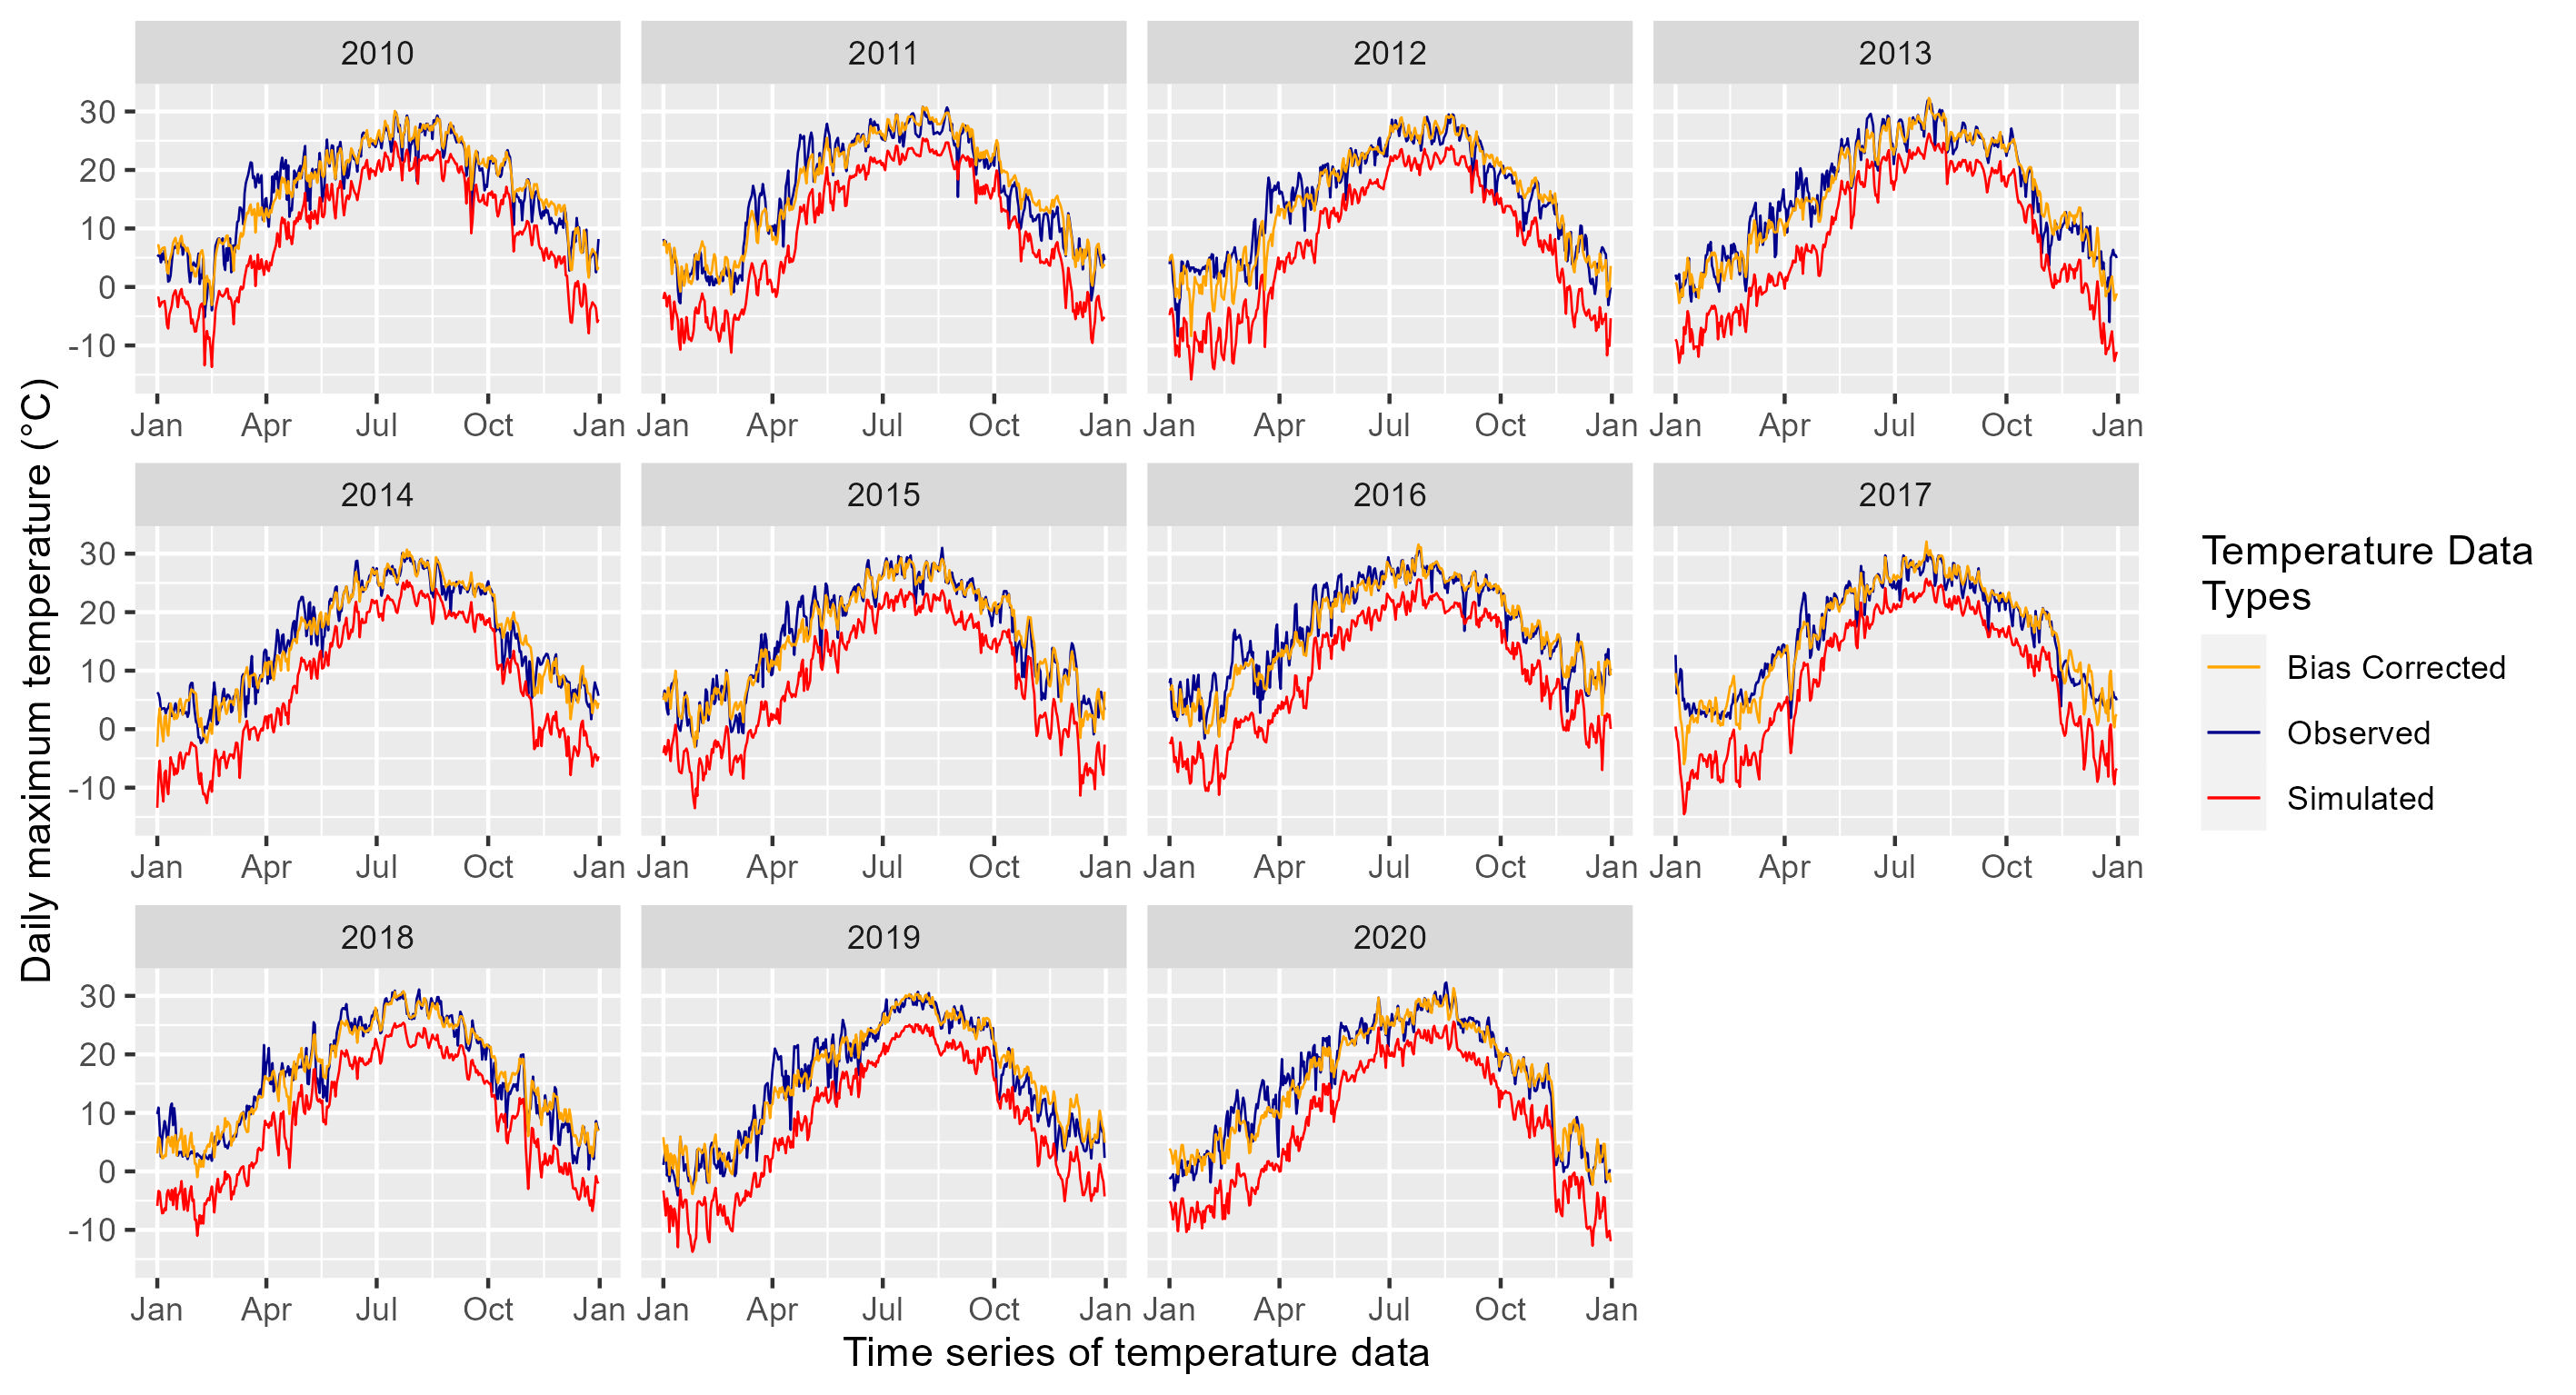 2010 2011 2012 2013
30
20
10
0
-10
Jan Apr Jul Oct Jan Jan Apr Jul Oct Jan Jan Apr Jul Oct Jan Jan Apr Jul Oct Jan
2014 2015 2016 2017
30
20
10
0
-10
Jan Apr Jul Oct Jan Jan Apr Jul Oct Jan Jan Apr Jul Oct Jan Jan Apr Jul Oct Jan
2018 2019 2020
30
20
10
0
-10
Jan Apr Jul Oct Jan Jan Apr Jul Oct Jan Jan Apr Jul Oct Jan
Daily maximum temperature (°C)
Time series of temperature data
Temperature Data
Types
Bias Corrected
Observed
Simulated